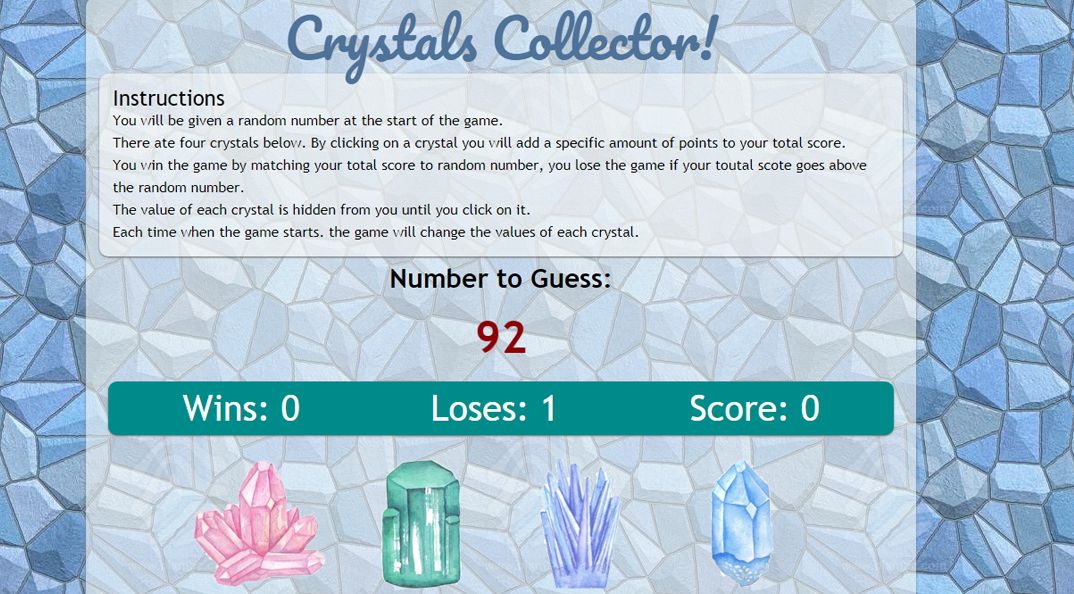 Crystals Collector!
Instructions
You will be given a random number at the start of the game.
There ate four crystals below. By clicking on a crystal you will add a specific amount of points to your total score.
You win the game by matching your total score to random number, you lose the game if your toutal scote goes above
the random number.
The value of each crystal is hidden from you until you click on it.
Each time when the game starts. the game will change the values of each crystal.
Number to Guess:
92
Wins: 0 Loses: 1 Score: 0